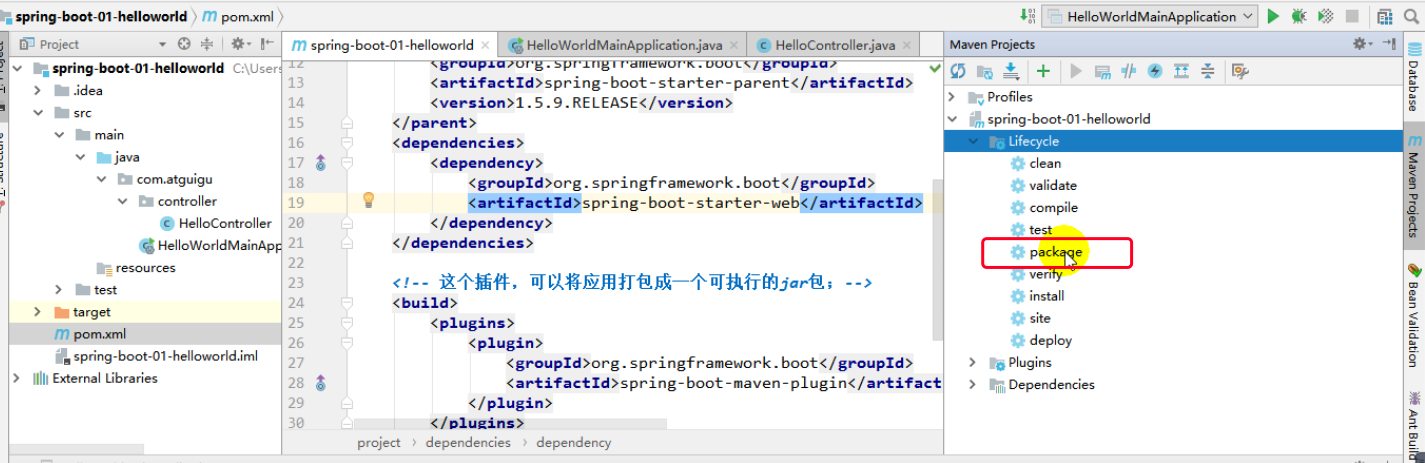 spring-boot-01-helloworld
pom.xml
HelloWorldMainApplication
Project
spring-boot-01-helloworld C:\Users
.idea
src
main
java
com.atguigu
controller
HelloController
HelloWorldMainApp
resources
test
target
pom.xml
spring-boot-01-helloworld.iml
External Libraries
spring-boot-01-helloworld
HelloWorldMainApplication.java
HelloController.java
12 <groupId>org.springframework.boot</groupId>
13 <artifactId>spring-boot-starter-parent</artifactId>
14 <version>1.5.9.RELEASE</version>
15 </parent>
16 <dependencies>
17 <dependency>
18 <groupId>org.springframework.boot</groupId>
19 <artifactId>spring-boot-starter-web</artifactId>
20 </dependency>
21 </dependencies>
22
23 <!-- 这个插件，可以将应用打包成一个可执行的jar包；-->
24 <build>
25 <plugins>
26 <plugin>
27 <groupId>org.springframework.boot</groupId>
28 <artifactId>spring-boot-maven-plugin</artifact
29 </plugin>
30 </plugins>
project
dependencies
dependency
Maven Projects
Profiles
spring-boot-01-helloworld
Lifecycle
clean
validate
compile
test
package
verify
install
site
deploy
Plugins
Dependencies
Database
Maven Projects
Bean Validation
Ant Build